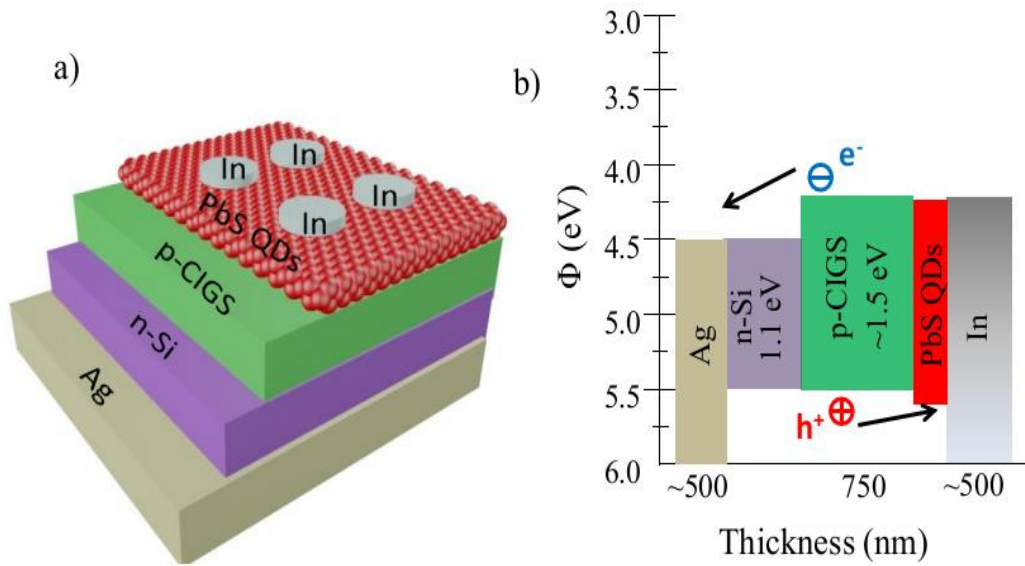 a)
In
In
In
In
PbS QDs
p-CIGS
n-Si
Ag
b)
Φ (eV)
3.0
3.5
4.0
4.5
5.0
5.5
6.0
e-
h+
Ag
n-Si
1.1 eV
p-CIGS
~1.5 eV
PbS QDs
In
~500
750
~500
Thickness (nm)